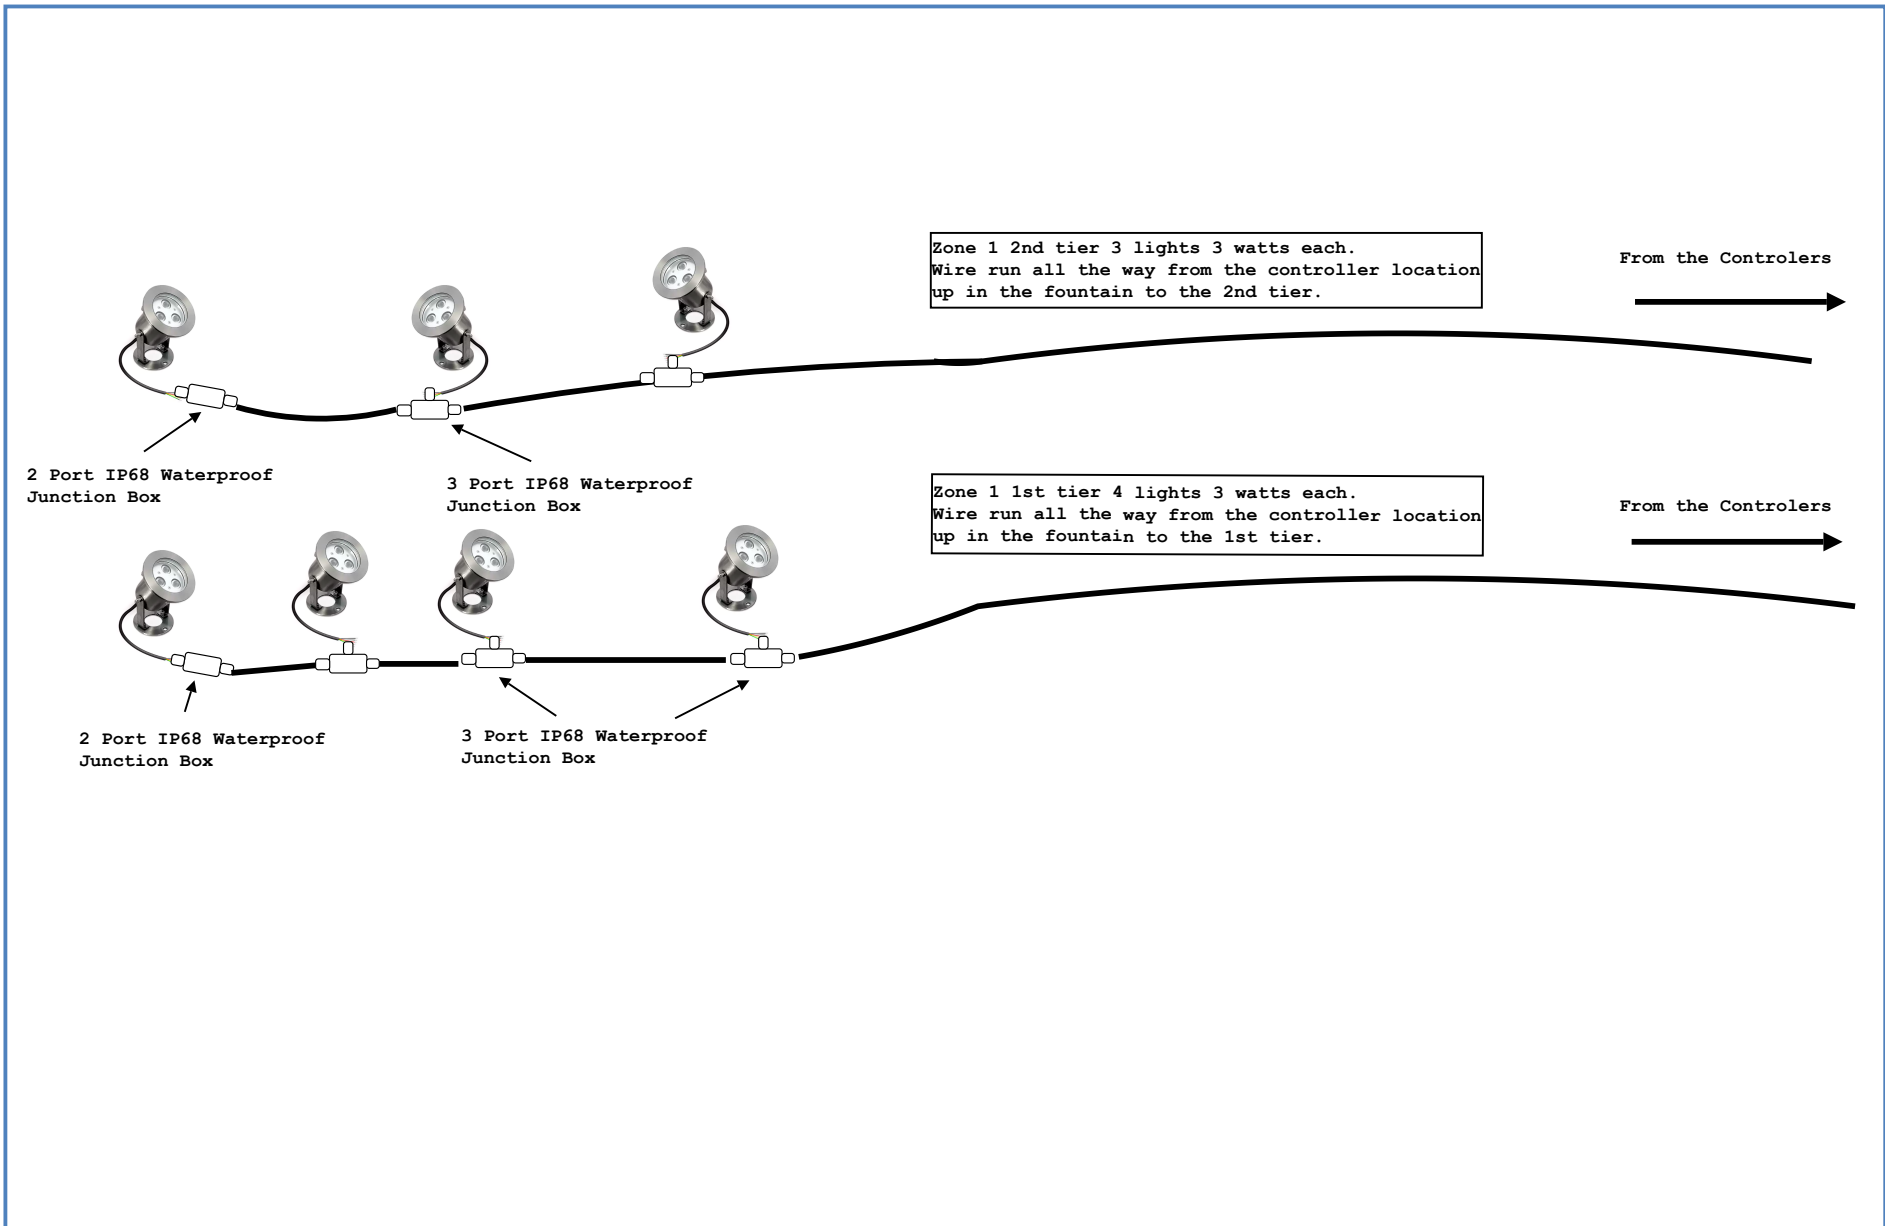 Zone 1 2nd tier 3 lights 3 watts each.
Wire run all the way from the controller location
up in the fountain to the 2nd tier.
From the Controlers
2 Port IP68 Waterproof
Junction Box
3 Port IP68 Waterproof
Junction Box
Zone 1 1st tier 4 lights 3 watts each.
Wire run all the way from the controller location
up in the fountain to the 1st tier.
From the Controlers
2 Port IP68 Waterproof
Junction Box
3 Port IP68 Waterproof
Junction Box